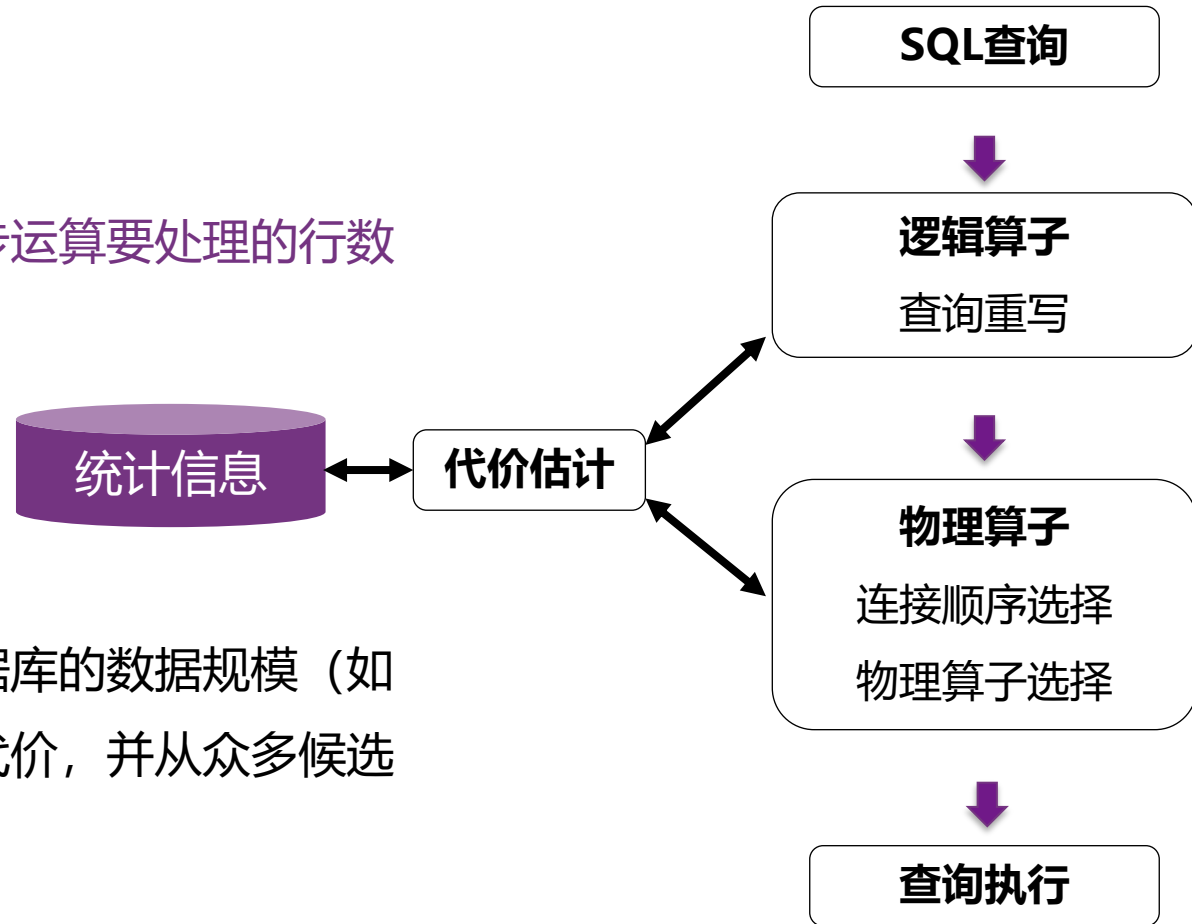 SQL查询
步运算要处理的行数
逻辑算子
查询重写
统计信息
代价估计
物理算子
连接顺序选择
物理算子选择
据库的数据规模（如
代价，并从众多候选
查询执行